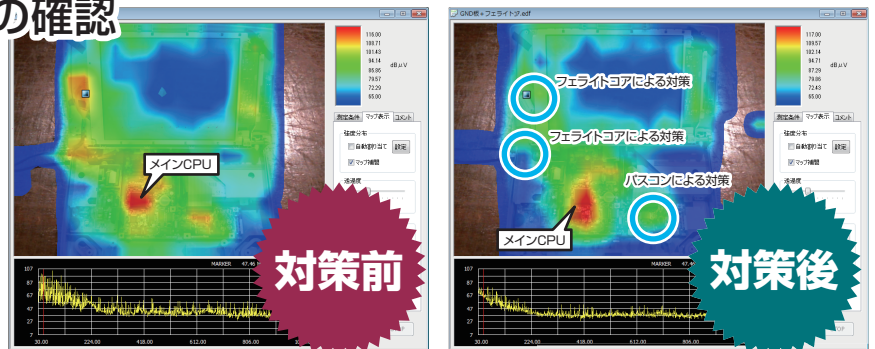 の確認
116.00
108.71
101.43
94.14
86.86
79.57
72.29
65.00
dBμV
測定条件 マップ表示 コメント
強度分布
自動割り当て 設定
マップ補間
透過度
メインCPU
対策前
MARKER 47.46
107
87
67
47
27
7
30.00 224.00 418.00 612.00 806.00
GND板+フェライト2.edf
117.00
109.57
102.14
94.71
87.29
79.86
72.43
65.00
dBμV
測定条件 マップ表示 コメント
強度分布
自動割り当て 設定
マップ補間
透過度
フェライトコアによる対策
フェライトコアによる対策
パスコンによる対策
メインCPU
対策後
MARKER 47.46
107
87
67
47
27
7
30.00 224.00 418.00 612.00 806.00